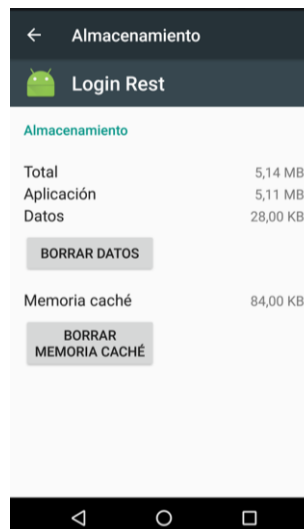 Almacenamiento
Login Rest
Almacenamiento
Total 5,14 MB
Aplicación 5,11 MB
Datos 28,00 KB
BORRAR DATOS
Memoria caché 84,00 KB
BORRAR
MEMORIA CACHÉ